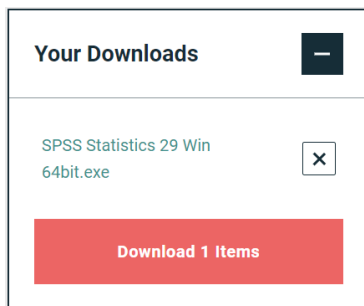 Your Downloads
SPSS Statistics 29 Win
64bit.exe
Download 1 Items